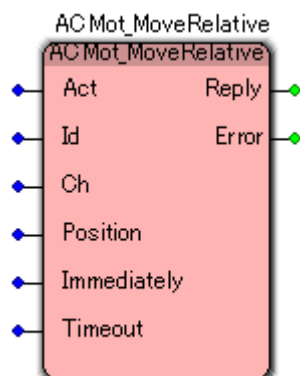 ACMot_MoveRelative
ACMot_MoveRelative
Act Reply
Id Error
Ch
Position
Immediately
Timeout